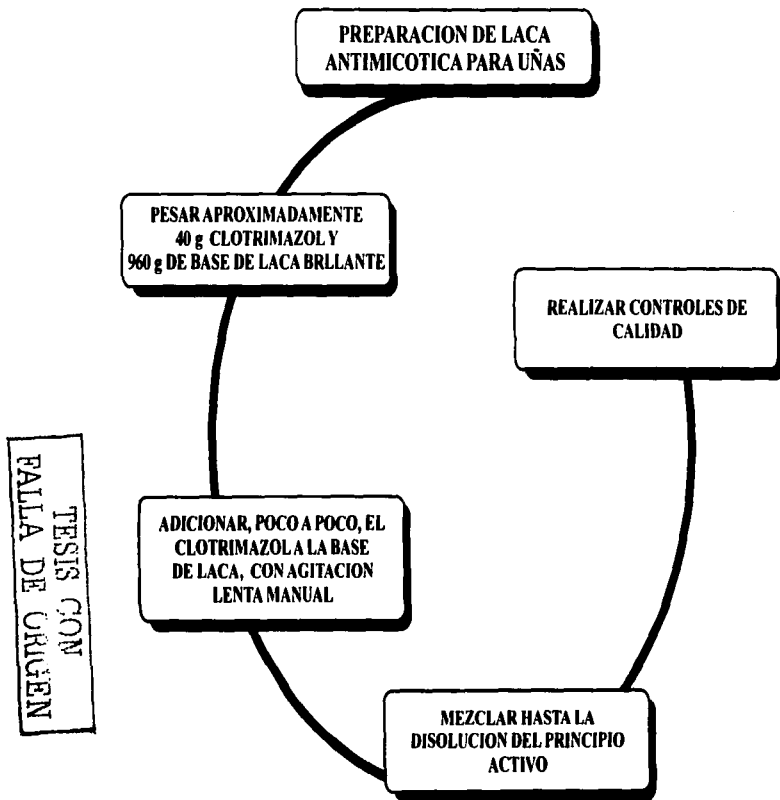 PREPARACION DE LACA
ANTIMICOTICA PARA UÑAS
PESAR APROXIMADAMENTE
40 g CLOTRIMAZOL Y
960 g DE BASE DE LACA BRLLANTE
ADICIONAR, POCO A POCO, EL
CLOTRIMAZOL A LA BASE
DE LACA, CON AGITACION
LENTA MANUAL
MEZCLAR HASTA LA
DISOLUCION DEL PRINCIPIO
ACTIVO
REALIZAR CONTROLES DE
CALIDAD
TESIS CON
FALLA DE ORIGEN